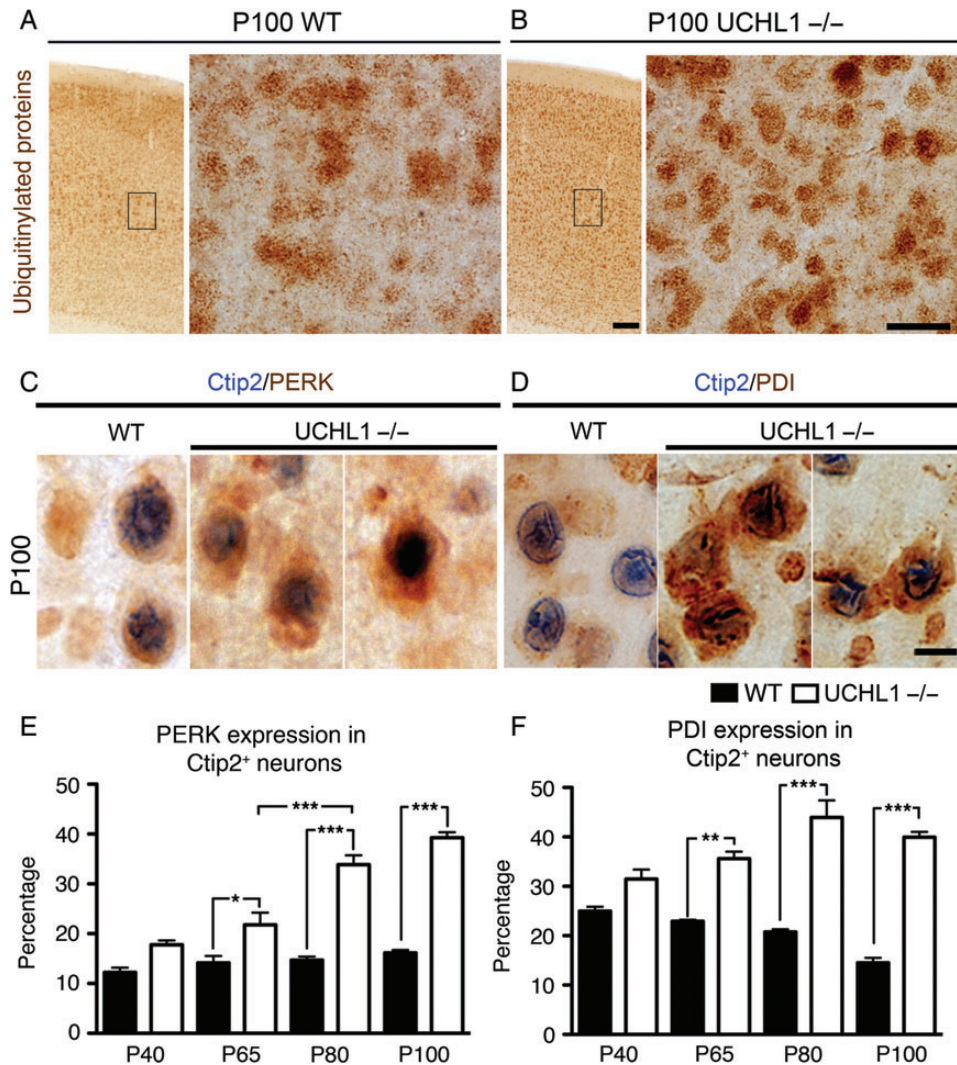 A P100 WT B P100 UCHL1 –/–
Ubiquitinylated proteins
C Ctip2/PERK D Ctip2/PDI
WT UCHL1 –/– WT UCHL1 –/–
P100
WT UCHL1 –/–
E PERK expression in
Ctip2+ neurons
Percentage
50
40
30
20
10
0
*
***
***
***
P40 P65 P80 P100
F PDI expression in
Ctip2+ neurons
Percentage
50
40
30
20
10
0
**
***
***
P40 P65 P80 P100